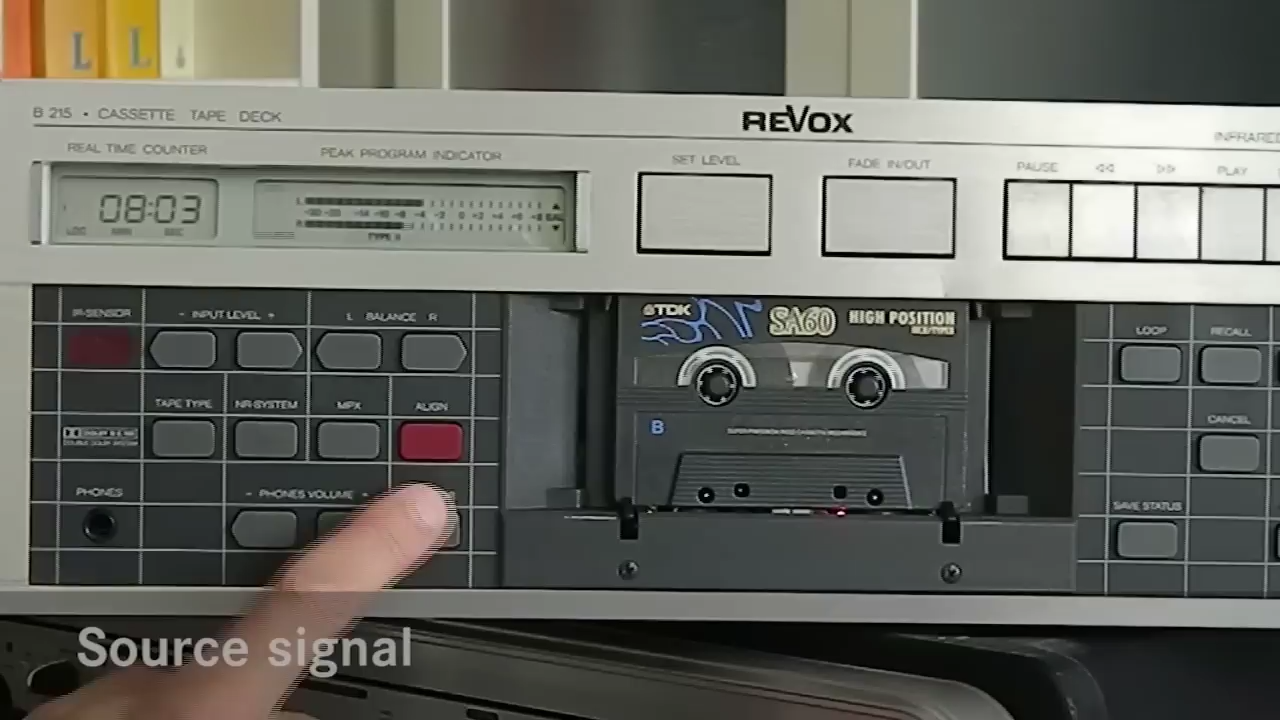 L L
B 215 • CASSETTE TAPE DECK
REVOX
INFRARED
REAL TIME COUNTER
PEAK PROGRAM INDICATOR
SET LEVEL
FADE IN/OUT
PAUSE
PLAY
08:03
L
R
TYPE II
IR-SENSOR
- INPUT LEVEL +
L BALANCE R
TDK
SA60
HIGH POSITION
LOOP
RECALL
TAPE TYPE
NR-SYSTEM
MPX
ALIGN
B
CANCEL
PHONES
- PHONES VOLUME +
SAVE STATUS
Source signal